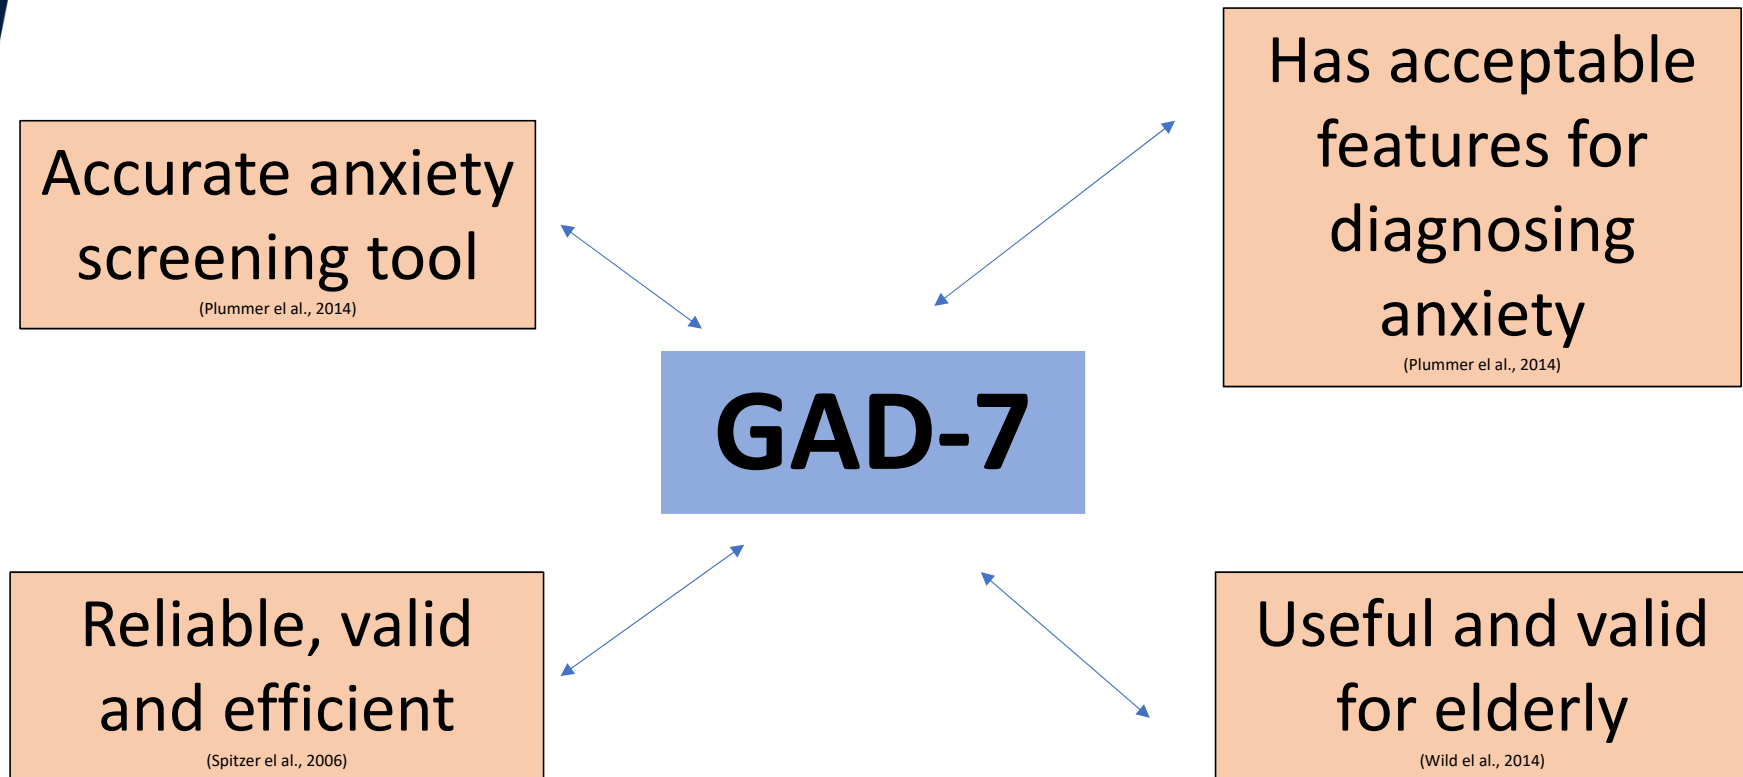 Accurate anxiety
screening tool
(Plummer el al., 2014)
Has acceptable
features for
diagnosing
anxiety
(Plummer el al., 2014)
GAD-7
Reliable, valid
and efficient
(Spitzer el al., 2006)
Useful and valid
for elderly
(Wild el al., 2014)